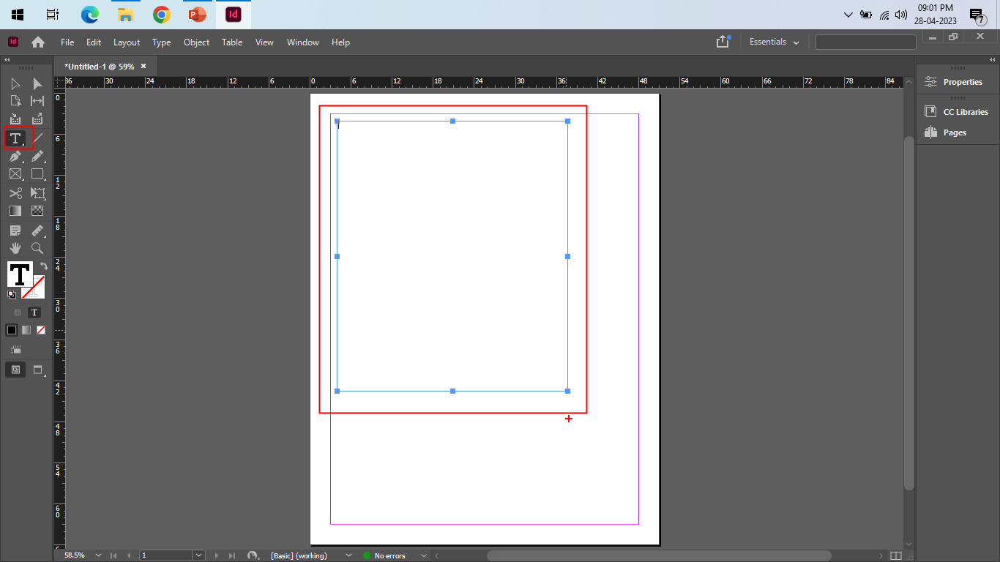 09:01 PM
28-04-2023
7
Id
Id
File Edit Layout Type Object Table View Window Help
Essentials
*Untitled-1 @ 59% ×
36 30 24 18 12 6 0 6 12 18 24 30 36 42 48 54 60 66 72 78 84
0
6
12
18
24
30
36
42
48
54
60
Properties
CC Libraries
Pages
T
T
T
58.5%
1
[Basic] (working)
No errors